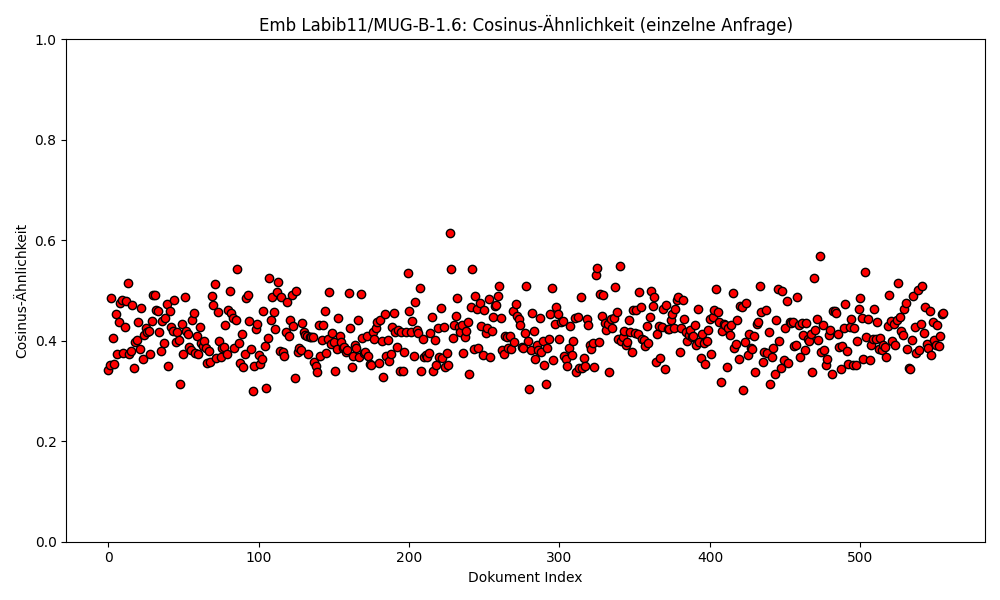 Emb Labib11/MUG-B-1.6: Cosinus-Ähnlichkeit (einzelne Anfrage)
1.0
0.8
0.6
0.4
0.2
0.0
Cosinus-Ähnlichkeit
0 100 200 300 400 500
Dokument Index